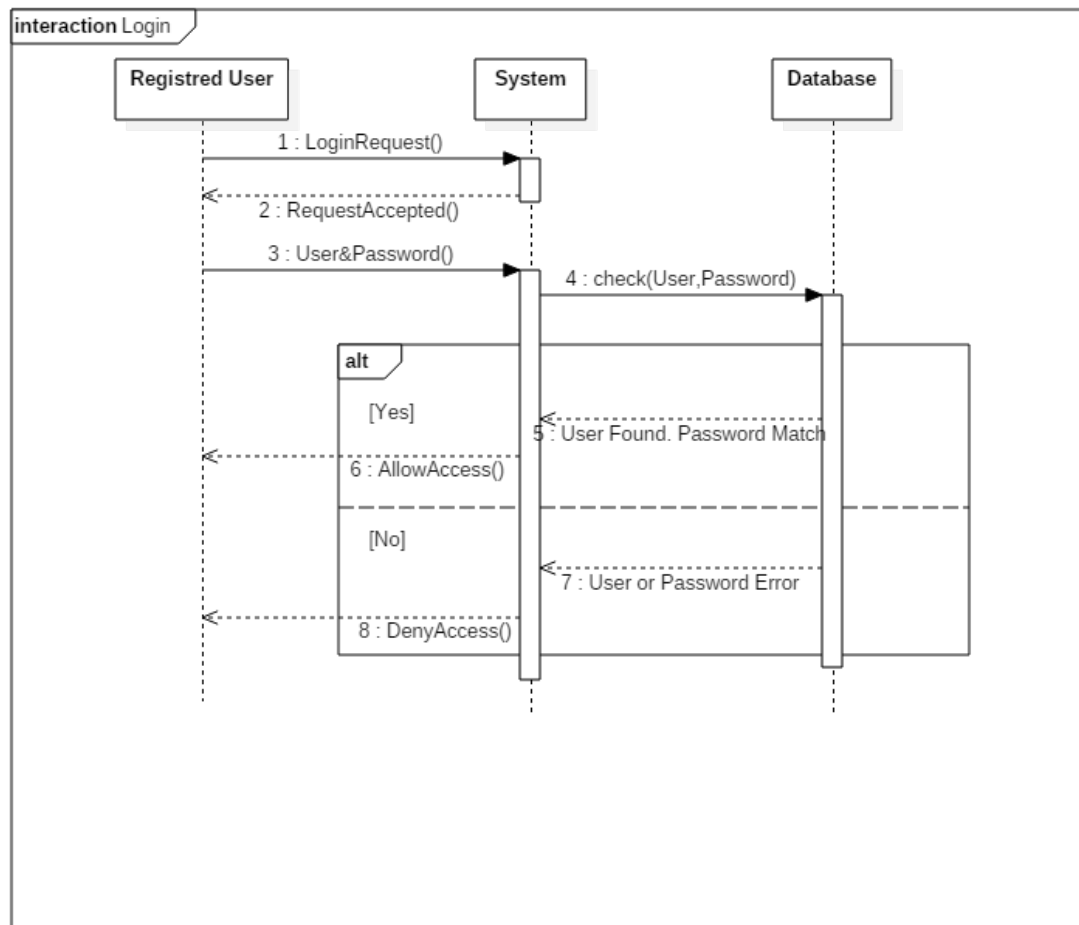 interaction Login
Registred User
System
Database
1 : LoginRequest()
2 : RequestAccepted()
3 : User&Password()
4 : check(User,Password)
alt
[Yes]
5 : User Found. Password Match
6 : AllowAccess()
[No]
7 : User or Password Error
8 : DenyAccess()